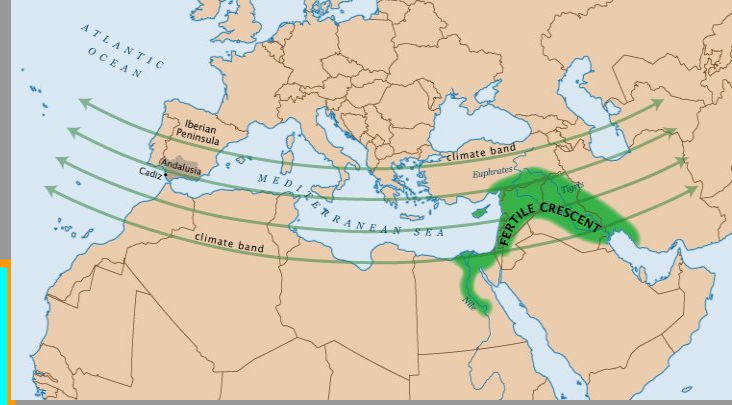 ATLANTIC
OCEAN
Iberian
Peninsula
Andalusia
Cadiz
climate band
Euphrates
Tigris
MEDITERRANEAN SEA
FERTILE CRESCENT
climate band
Nile